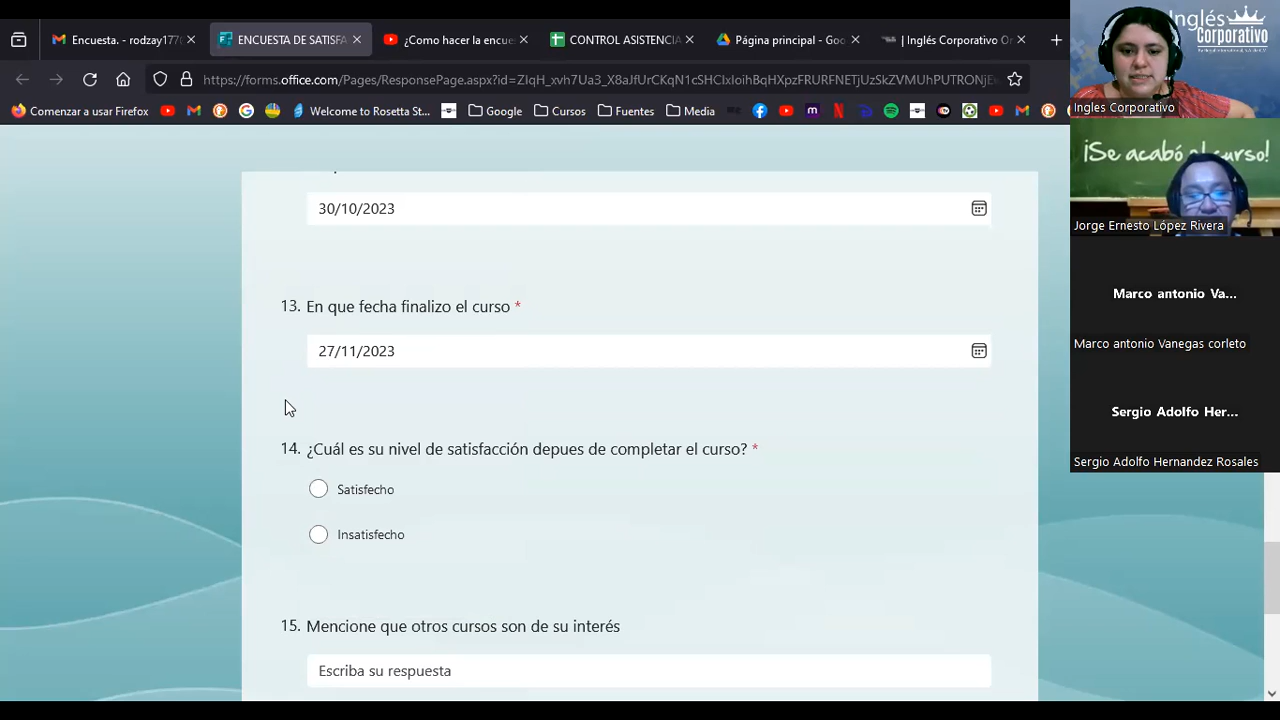 Encuesta. - rodzay177(
ENCUESTA DE SATISFA
¿Como hacer la encue
CONTROL ASISTENCIA
Página principal - Goo
| Inglés Corporativo Or
Inglés
Corporativo
https://forms.office.com/Pages/ResponsePage.aspx?id=
Comenzar a usar Firefox
Welcome to Rosetta St...
Google
Cursos
Fuentes
Media
Ingles Corporativo
¡Se acabó el curso!
Jorge Ernesto López Rivera
30/10/2023
13. En que fecha finalizo el curso *
27/11/2023
Marco antonio Va...
Marco antonio Vanegas corleto
14. ¿Cuál es su nivel de satisfacción depues de completar el curso? *
Satisfecho
Insatisfecho
Sergio Adolfo Her...
Sergio Adolfo Hernandez Rosales
15. Mencione que otros cursos son de su interés
Escriba su respuesta